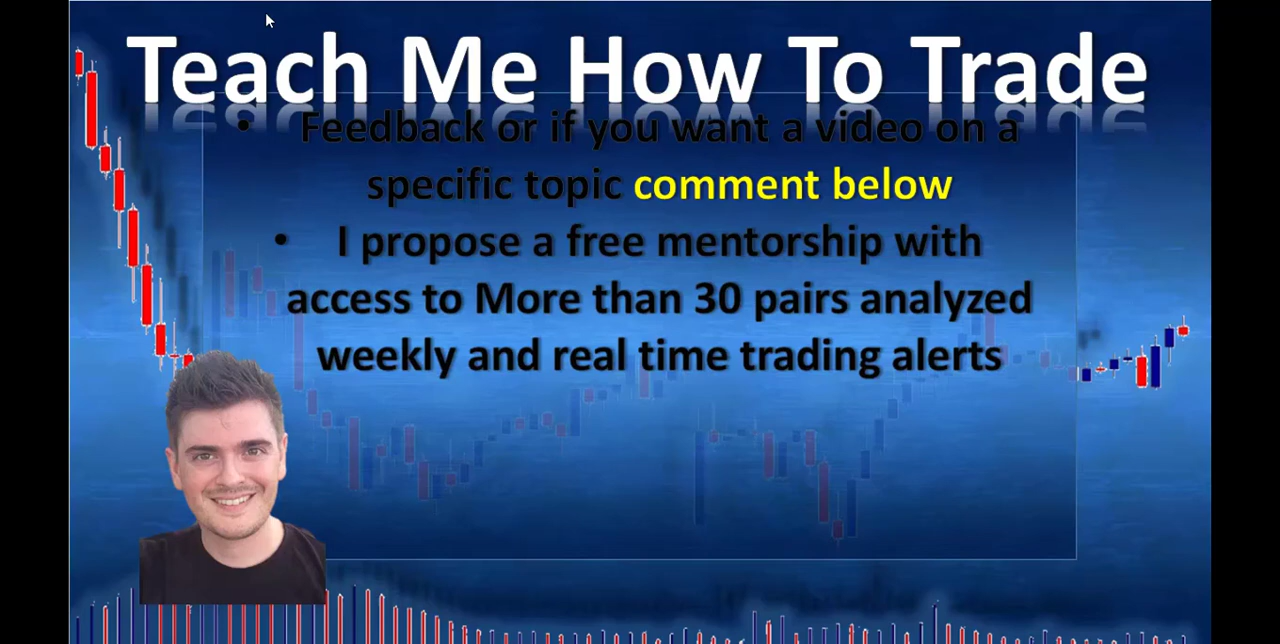 Teach Me How To Trade
• Feedback or if you want a video on a
specific topic comment below
• I propose a free mentorship with
access to More than 30 pairs analyzed
weekly and real time trading alerts